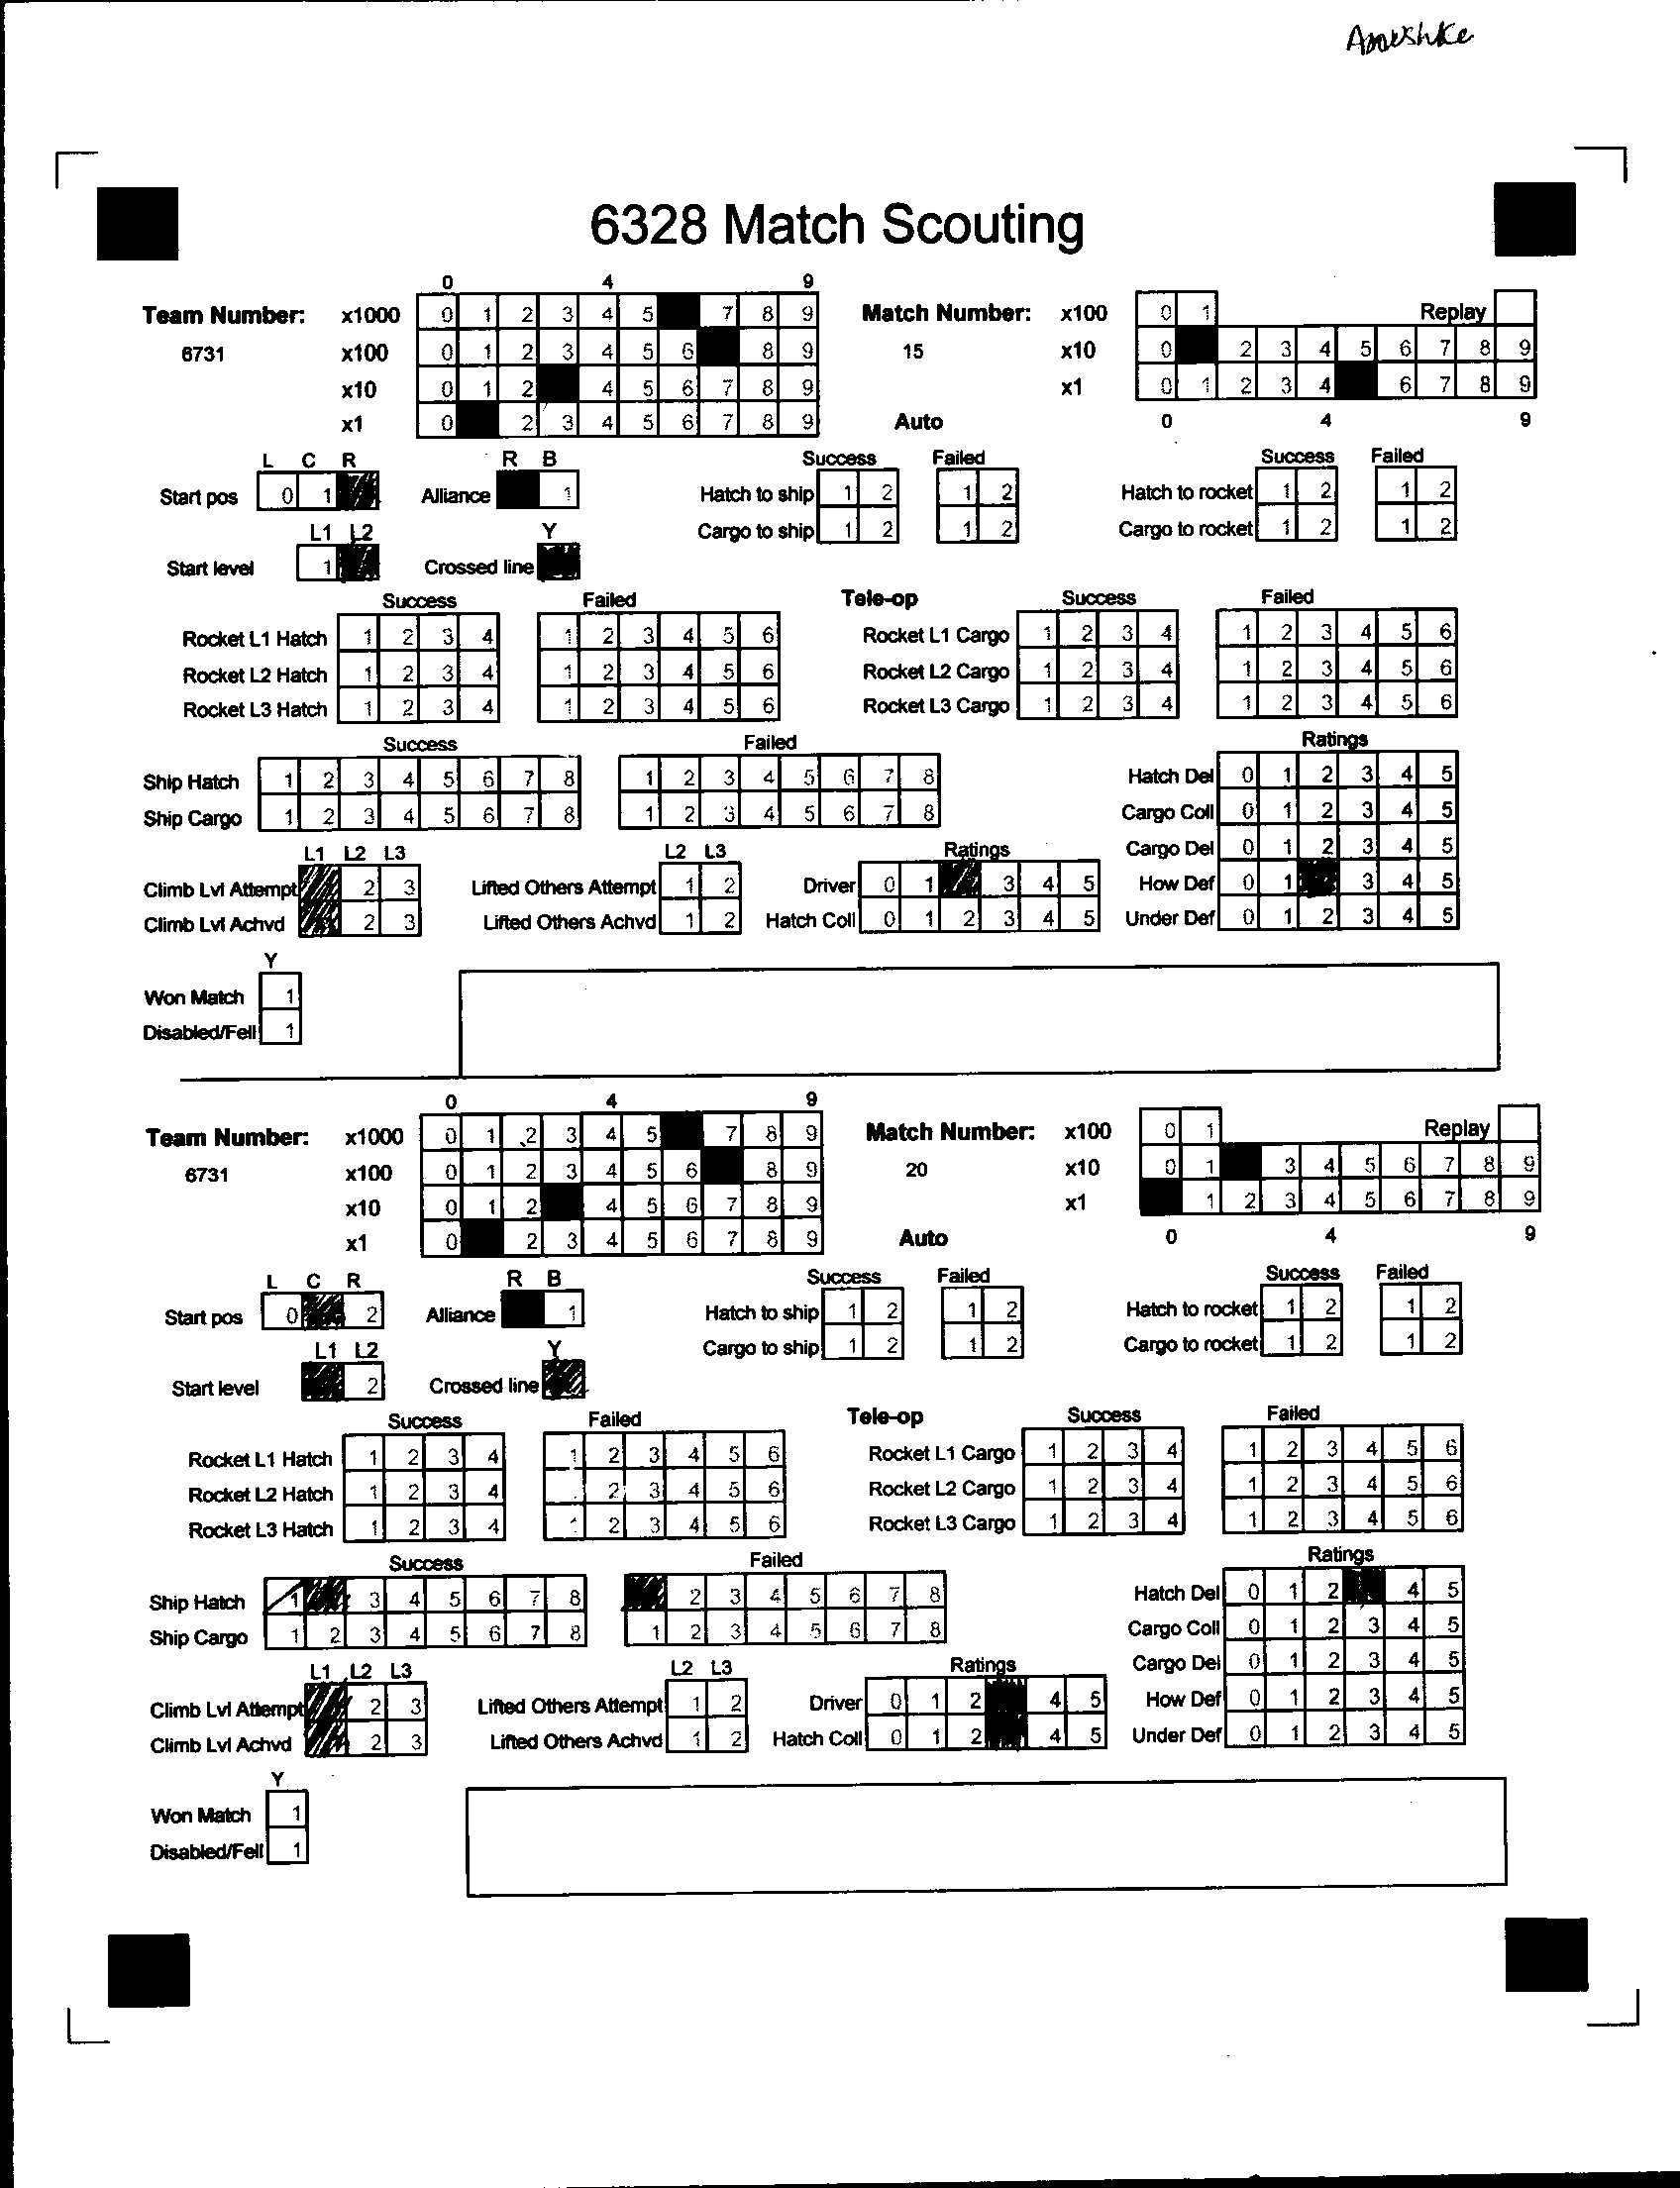 6328 Match Scouting
0 4 9
Team Number: x1000 0 1 2 3 4 5 7 8 9 Match Number: x100 0 1 Replay
6731 x100 0 1 2 3 4 5 6 8 9 15 x10 0 2 3 4 5 6 7 8 9
x10 0 1 2 4 5 6 7 8 9 x1 0 1 2 3 4 6 7 8 9
x1 0 2 3 4 5 6 7 8 9 Auto 0 4 9
L C R R B Success Failed Success Failed
Start pos 0 1 Alliance 1 Hatch to ship 1 2 1 2 Hatch to rocket 1 2 1 2
L1 L2 Y Cargo to ship 1 2 1 2 Cargo to rocket 1 2 1 2
Start level 1 Crossed line
Success Failed Tele-op Success Failed
Rocket L1 Hatch 1 2 3 4 1 2 3 4 5 6 Rocket L1 Cargo 1 2 3 4 1 2 3 4 5 6
Rocket L2 Hatch 1 2 3 4 1 2 3 4 5 6 Rocket L2 Cargo 1 2 3 4 1 2 3 4 5 6
Rocket L3 Hatch 1 2 3 4 1 2 3 4 5 6 Rocket L3 Cargo 1 2 3 4 1 2 3 4 5 6
Success Failed Ratings
Ship Hatch 1 2 3 4 5 6 7 8 1 2 3 4 5 6 7 8 Hatch Del 0 1 2 3 4 5
Ship Cargo 1 2 3 4 5 6 7 8 1 2 3 4 5 6 7 8 Cargo Coll 0 1 2 3 4 5
L1 L2 L3 L2 L3 Ratings Cargo Del 0 1 2 3 4 5
Climb Lvl Attempt 2 3 Lifted Others Attempt 1 2 Driver 0 1 3 4 5 How Def 0 1 3 4 5
Climb Lvl Achvd 2 3 Lifted Others Achvd 1 2 Hatch Coll 0 1 2 3 4 5 Under Def 0 1 2 3 4 5
Y
Won Match 1
Disabled/Fell 1
0 4 9
Team Number: x1000 0 1 2 3 4 5 7 8 9 Match Number: x100 0 1 Replay
6731 x100 0 1 2 3 4 5 6 8 9 20 x10 0 1 3 4 5 6 7 8 9
x10 0 1 2 4 5 6 7 8 9 x1 1 2 3 4 5 6 7 8 9
x1 0 2 3 4 5 6 7 8 9 Auto 0 4 9
L C R R B Success Failed Success Failed
Start pos 0 2 Alliance 1 Hatch to ship 1 2 1 2 Hatch to rocket 1 2 1 2
L1 L2 Y Cargo to ship 1 2 1 2 Cargo to rocket 1 2 1 2
Start level 2 Crossed line
Success Failed Tele-op Success Failed
Rocket L1 Hatch 1 2 3 4 1 2 3 4 5 6 Rocket L1 Cargo 1 2 3 4 1 2 3 4 5 6
Rocket L2 Hatch 1 2 3 4 2 3 4 5 6 Rocket L2 Cargo 1 2 3 4 1 2 3 4 5 6
Rocket L3 Hatch 1 2 3 4 2 3 4 5 6 Rocket L3 Cargo 1 2 3 4 1 2 3 4 5 6
Success Failed Ratings
Ship Hatch 1 3 4 5 6 7 8 2 3 4 5 6 7 8 Hatch Del 0 1 2 4 5
Ship Cargo 1 2 3 4 5 6 7 8 1 2 3 4 5 6 7 8 Cargo Coll 0 1 2 3 4 5
L1 L2 L3 L2 L3 Ratings Cargo Del 0 1 2 3 4 5
Climb Lvl Attempt 2 3 Lifted Others Attempt 1 2 Driver 0 1 2 4 5 How Def 0 1 2 3 4 5
Climb Lvl Achvd 2 3 Lifted Others Achvd 1 2 Hatch Coll 0 1 2 4 5 Under Def 0 1 2 3 4 5
Y
Won Match 1
Disabled/Fell 1